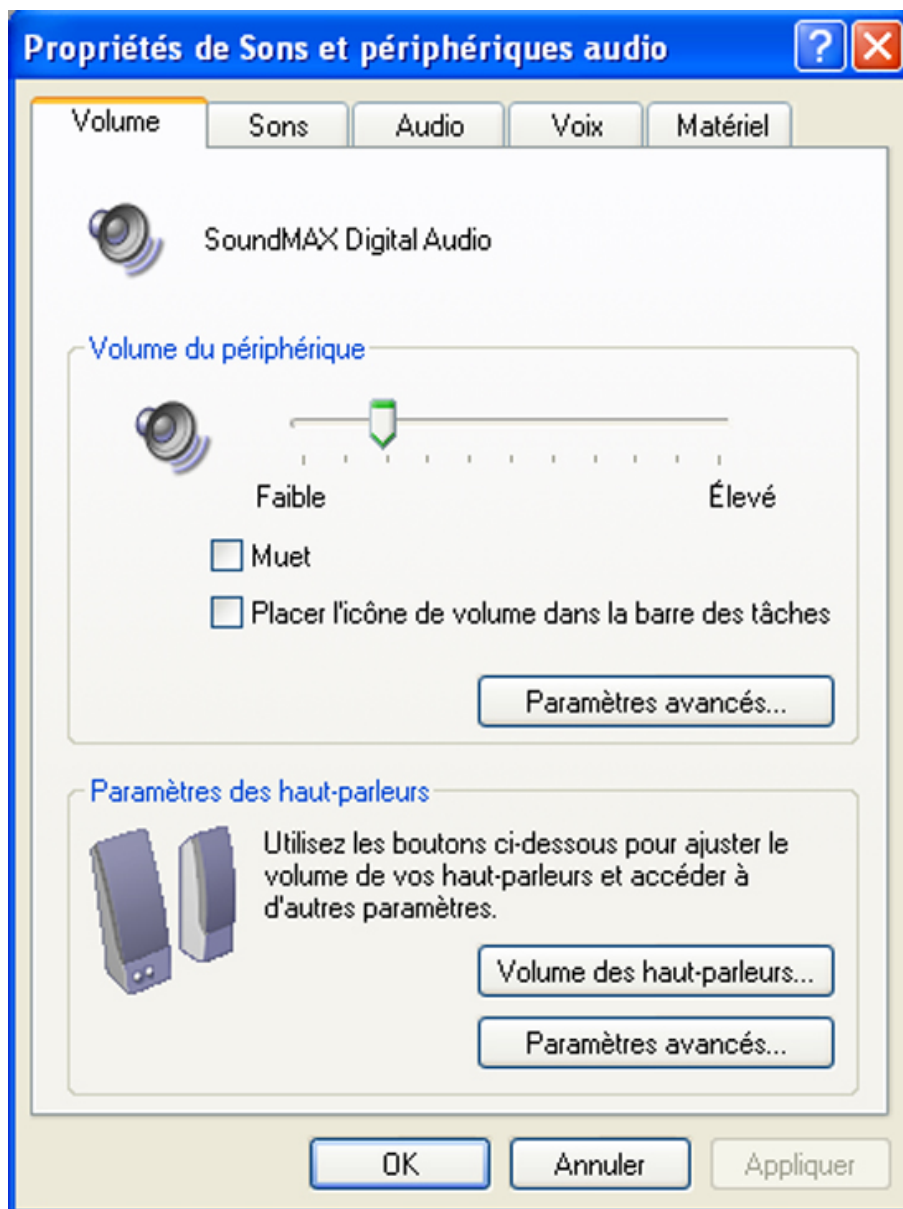 Propriétés de Sons et périphériques audio
Volume Sons Audio Voix Matériel
SoundMAX Digital Audio
Volume du périphérique
Faible Élevé
Muet
Placer l'icône de volume dans la barre des tâches
Paramètres avancés...
Paramètres des haut-parleurs
Utilisez les boutons ci-dessous pour ajuster le
volume de vos haut-parleurs et accéder à
d'autres paramètres.
Volume des haut-parleurs...
Paramètres avancés...
OK Annuler Appliquer